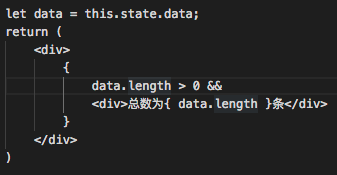 let data = this.state.data;
return (
    <div>
        {
            data.length > 0 &&
            <div>总数为{ data.length }条</div>
        }
    </div>
)